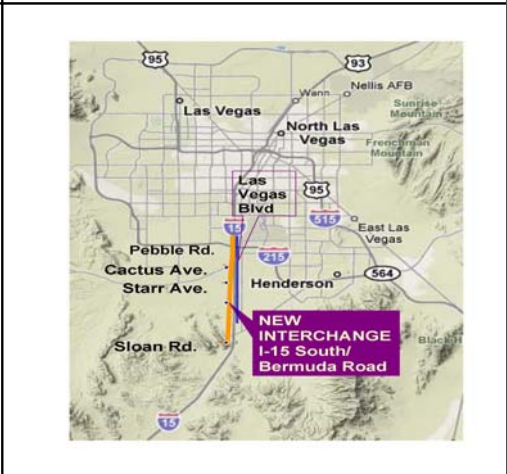 95
93
Nellis AFB
Wann
Las Vegas
Sunrise
Mountain
North Las
Vegas
Frenchman
Mountain
Las
Vegas
Blvd
95
15
515
East Las
Vegas
Pebble Rd.
215
Cactus Ave.
Henderson
564
Starr Ave.
NEW
INTERCHANGE
I-15 South/
Bermuda Road
Sloan Rd.
Black H
15